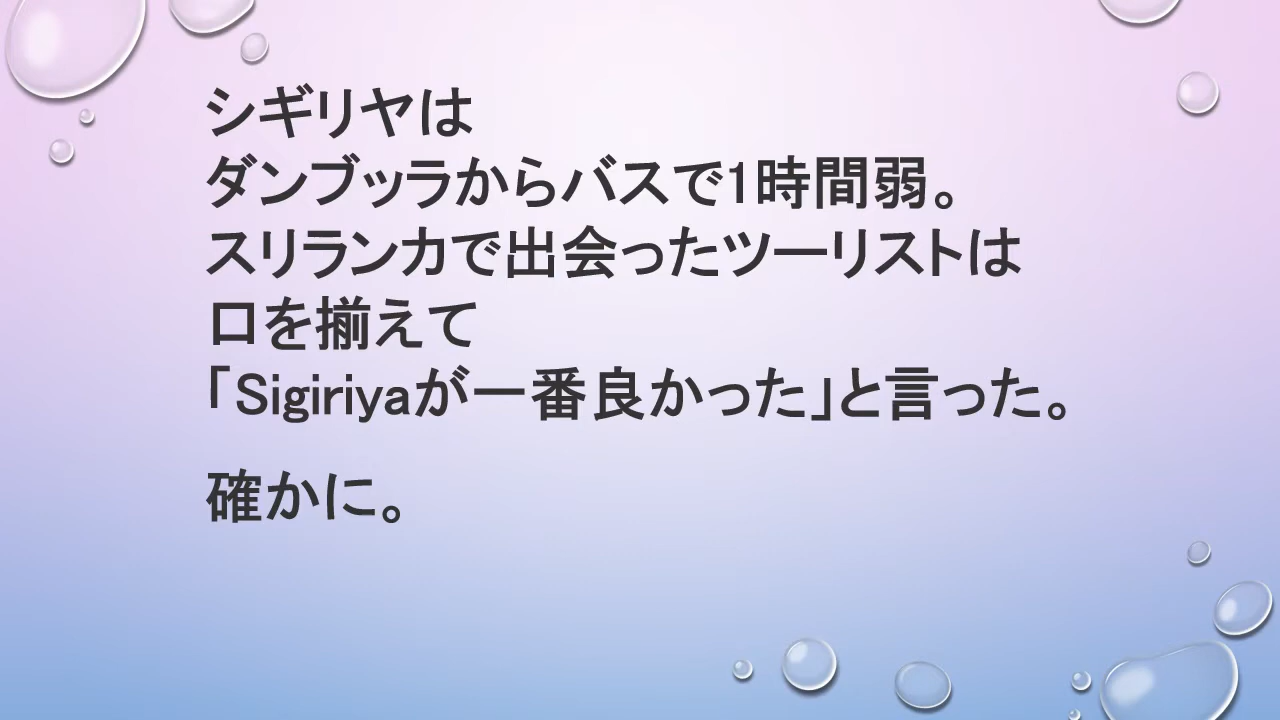 シギリヤは
ダンブッラからバスで1時間弱。
スリランカで出会ったツーリストは
口を揃えて
「Sigiriyaが一番良かった」と言った。
確かに。